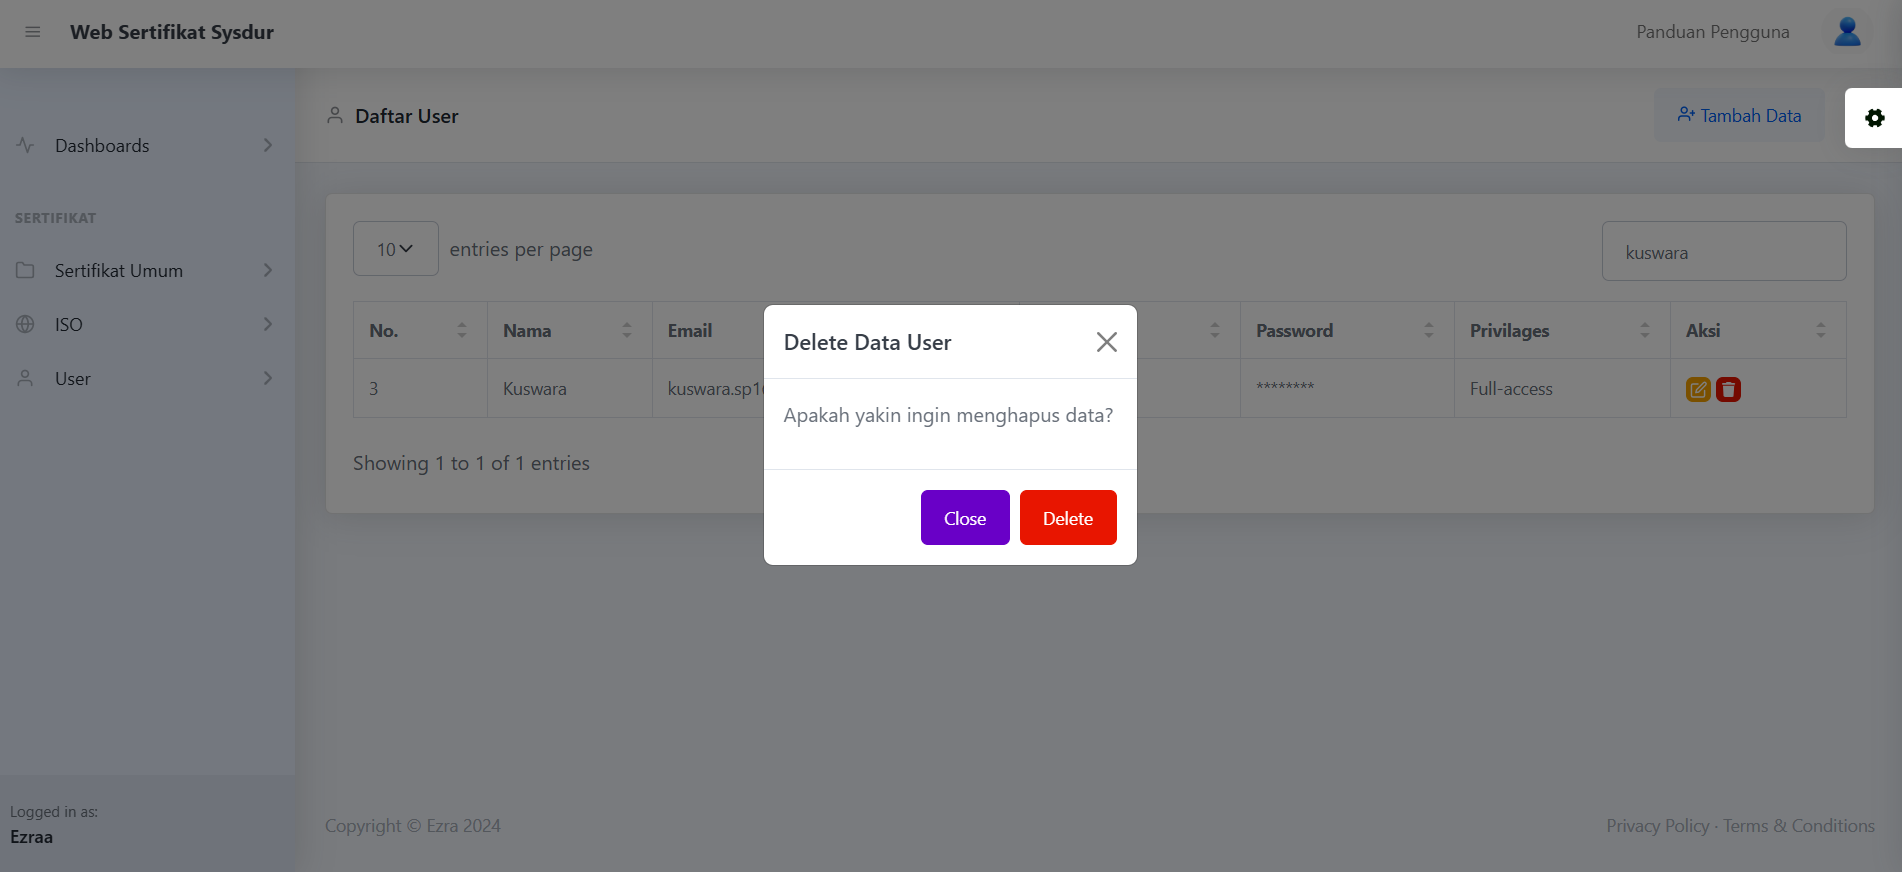 Web Sertifikat Sysdur
Panduan Pengguna
Dashboards
SERTIFIKAT
Sertifikat Umum
ISO
User
Logged in as:
Ezraa
Daftar User
Tambah Data
10 entries per page
kuswara
No. Nama Email Password Privilages Aksi
3 Kuswara kuswara.sp1 ******** Full-access
Showing 1 to 1 of 1 entries
Delete Data User
Apakah yakin ingin menghapus data?
Close Delete
Copyright © Ezra 2024
Privacy Policy · Terms & Conditions